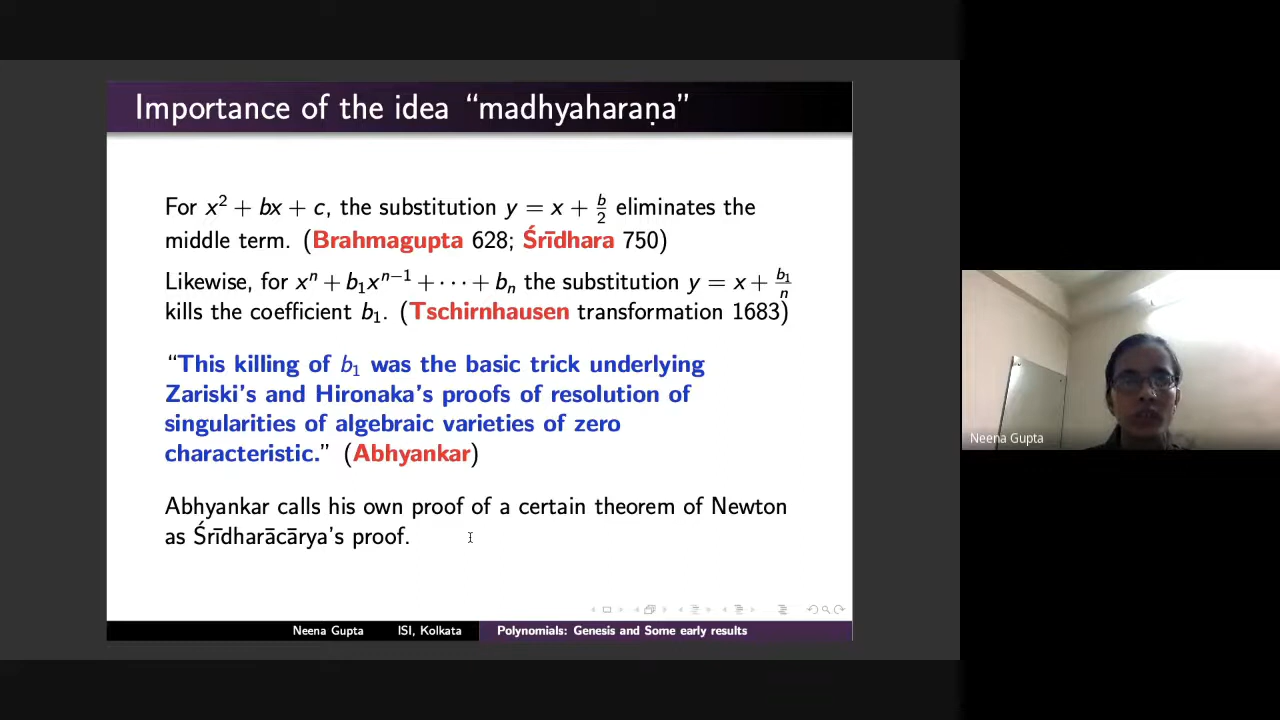 Importance of the idea “madhyaharaṇa”
For x² + bx + c, the substitution y = x + b/2 eliminates the
middle term. (Brahmagupta 628; Śrīdhara 750)
Likewise, for xⁿ + b₁xⁿ⁻¹ + ··· + bₙ the substitution y = x + b₁/n
kills the coefficient b₁. (Tschirnhausen transformation 1683)
“This killing of b₁ was the basic trick underlying
Zariski’s and Hironaka’s proofs of resolution of
singularities of algebraic varieties of zero
characteristic.” (Abhyankar)
Abhyankar calls his own proof of a certain theorem of Newton
as Śrīdharācārya’s proof.
Neena Gupta ISI, Kolkata Polynomials: Genesis and Some early results
Neena Gupta